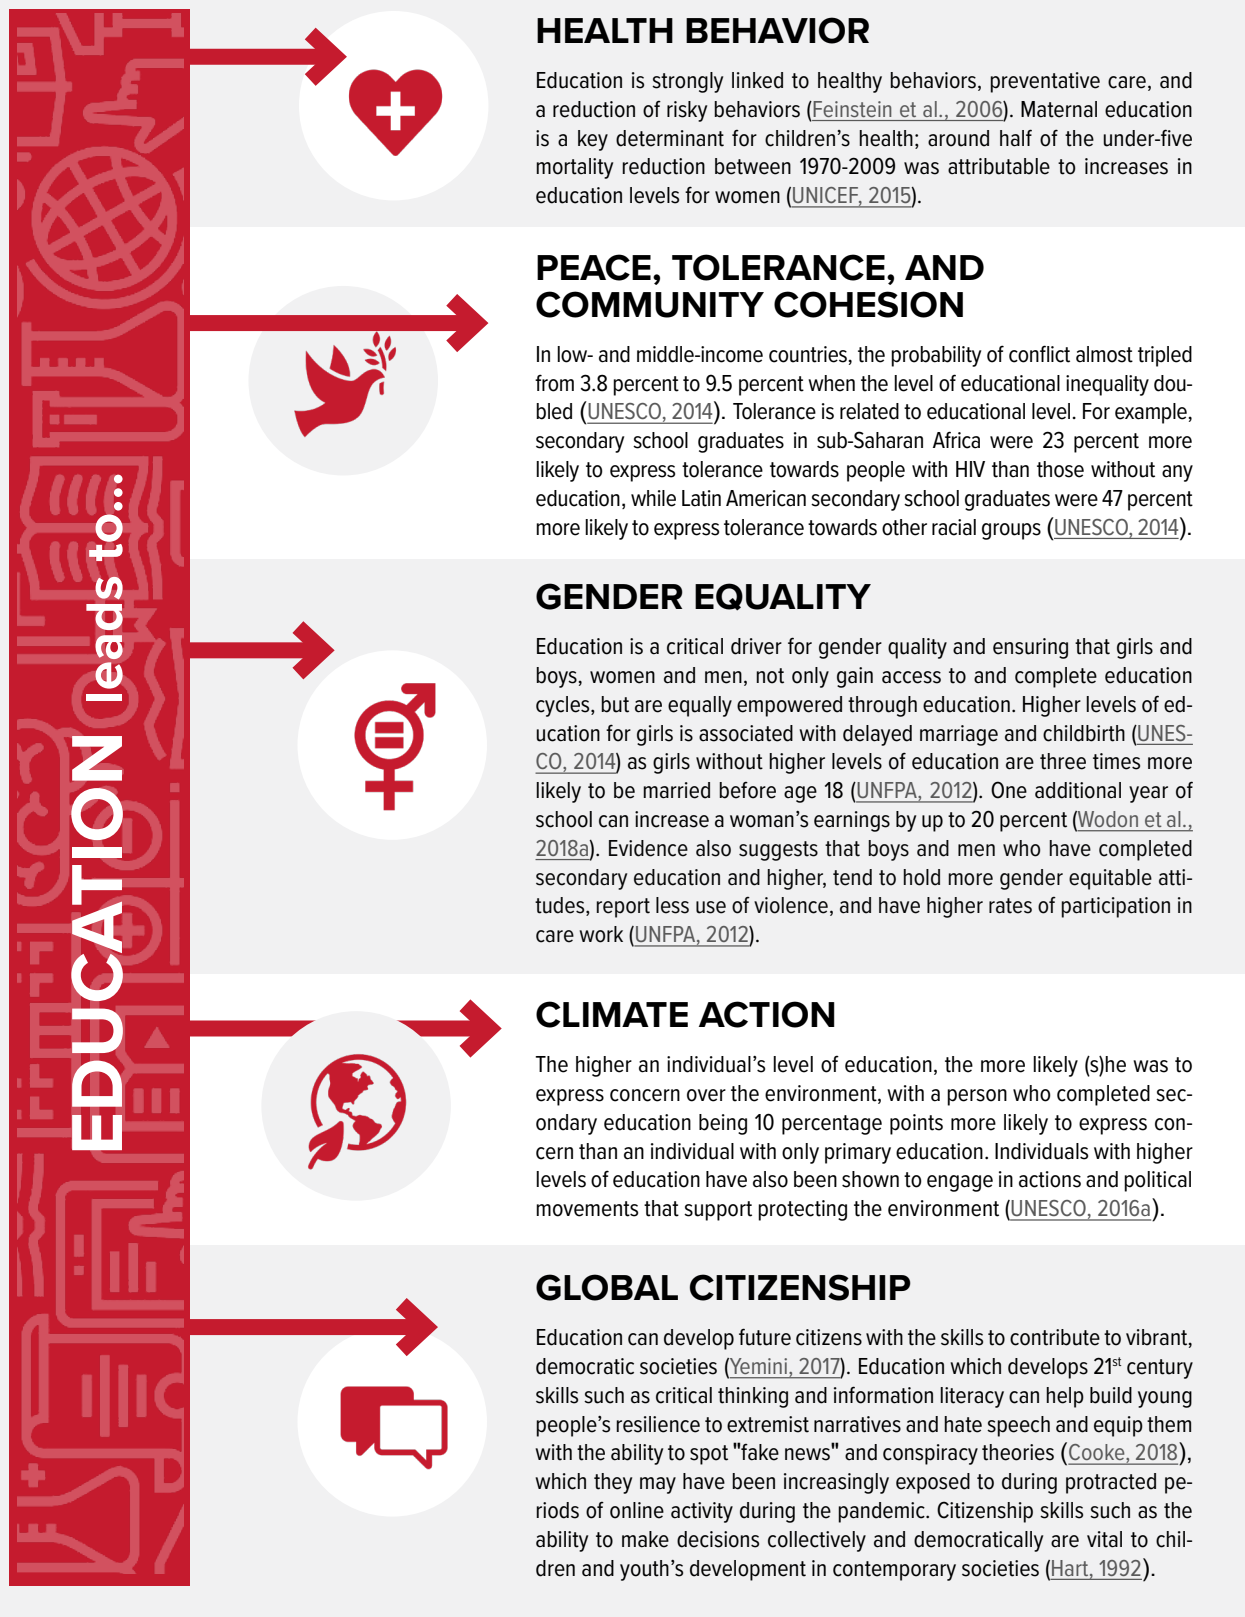 EDUCATION leads to...
HEALTH BEHAVIOR
Education is strongly linked to healthy behaviors, preventative care, and
a reduction of risky behaviors (Feinstein et al., 2006). Maternal education
is a key determinant for children’s health; around half of the under-five
mortality reduction between 1970-2009 was attributable to increases in
education levels for women (UNICEF, 2015).
PEACE, TOLERANCE, AND
COMMUNITY COHESION
In low- and middle-income countries, the probability of conflict almost tripled
from 3.8 percent to 9.5 percent when the level of educational inequality dou-
bled (UNESCO, 2014). Tolerance is related to educational level. For example,
secondary school graduates in sub-Saharan Africa were 23 percent more
likely to express tolerance towards people with HIV than those without any
education, while Latin American secondary school graduates were 47 percent
more likely to express tolerance towards other racial groups (UNESCO, 2014).
GENDER EQUALITY
Education is a critical driver for gender quality and ensuring that girls and
boys, women and men, not only gain access to and complete education
cycles, but are equally empowered through education. Higher levels of ed-
ucation for girls is associated with delayed marriage and childbirth (UNES-
CO, 2014) as girls without higher levels of education are three times more
likely to be married before age 18 (UNFPA, 2012). One additional year of
school can increase a woman’s earnings by up to 20 percent (Wodon et al.,
2018a). Evidence also suggests that boys and men who have completed
secondary education and higher, tend to hold more gender equitable atti-
tudes, report less use of violence, and have higher rates of participation in
care work (UNFPA, 2012).
CLIMATE ACTION
The higher an individual’s level of education, the more likely (s)he was to
express concern over the environment, with a person who completed sec-
ondary education being 10 percentage points more likely to express con-
cern than an individual with only primary education. Individuals with higher
levels of education have also been shown to engage in actions and political
movements that support protecting the environment (UNESCO, 2016a).
GLOBAL CITIZENSHIP
Education can develop future citizens with the skills to contribute to vibrant,
democratic societies (Yemini, 2017). Education which develops 21st century
skills such as critical thinking and information literacy can help build young
people’s resilience to extremist narratives and hate speech and equip them
with the ability to spot "fake news" and conspiracy theories (Cooke, 2018),
which they may have been increasingly exposed to during protracted pe-
riods of online activity during the pandemic. Citizenship skills such as the
ability to make decisions collectively and democratically are vital to chil-
dren and youth’s development in contemporary societies (Hart, 1992).